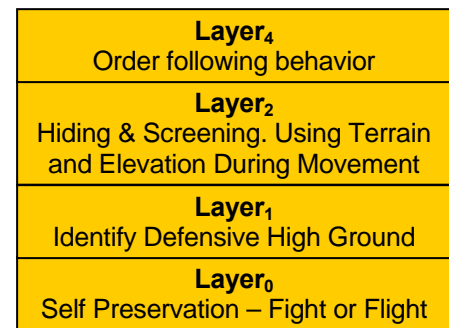 Layer₄
Order following behavior
Layer₂
Hiding & Screening. Using Terrain
and Elevation During Movement
Layer₁
Identify Defensive High Ground
Layer₀
Self Preservation – Fight or Flight